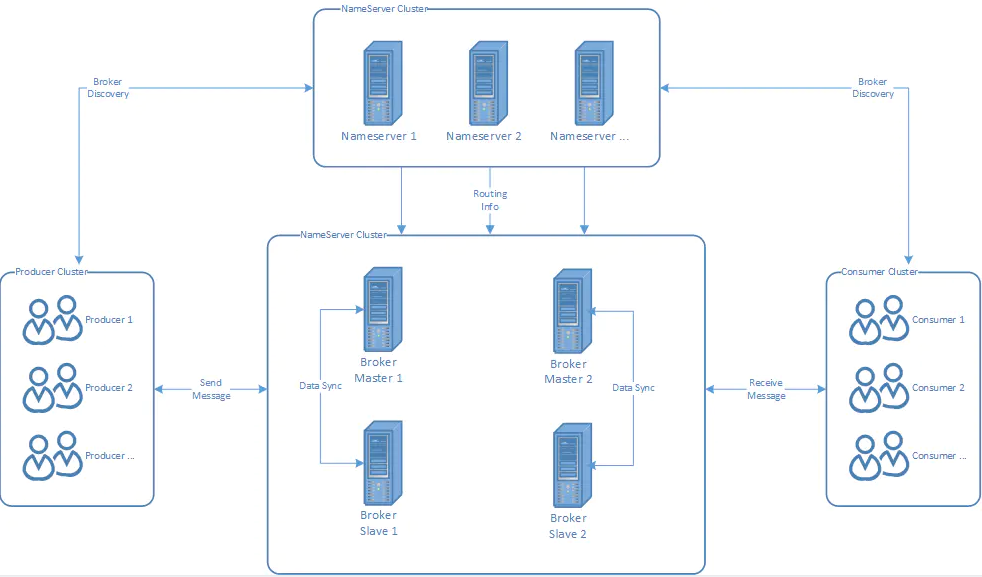 NameServer Cluster
Nameserver 1
Nameserver 2
Nameserver ...
Broker
Discovery
Broker
Discovery
Routing
Info
NameServer Cluster
Producer Cluster
Producer 1
Producer 2
Producer ...
Send
Message
Broker
Master 1
Data Sync
Broker
Slave 1
Broker
Master 2
Data Sync
Broker
Slave 2
Receive
Message
Consumer Cluster
Consumer 1
Consumer 2
Consumer ...